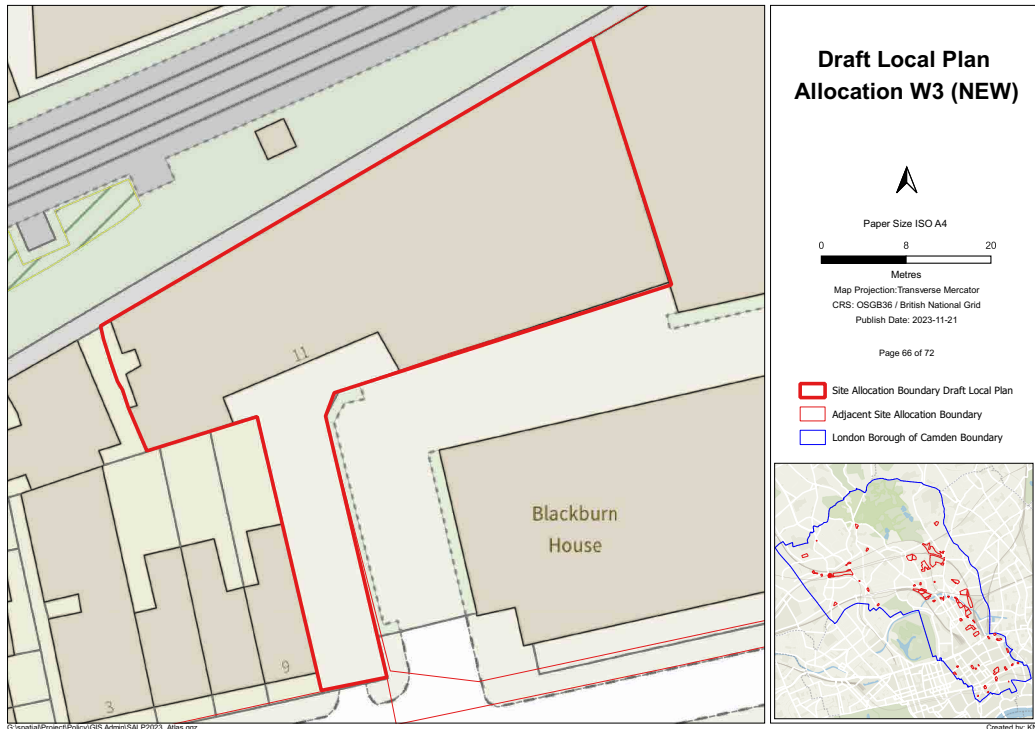 Draft Local Plan
Allocation W3 (NEW)
Paper Size ISO A4
0 8 20
Metres
Map Projection:Transverse Mercator
CRS: OSGB36 / British National Grid
Publish Date: 2023-11-21
Page 66 of 72
Site Allocation Boundary Draft Local Plan
Adjacent Site Allocation Boundary
London Borough of Camden Boundary
11
Blackburn
House
9
3